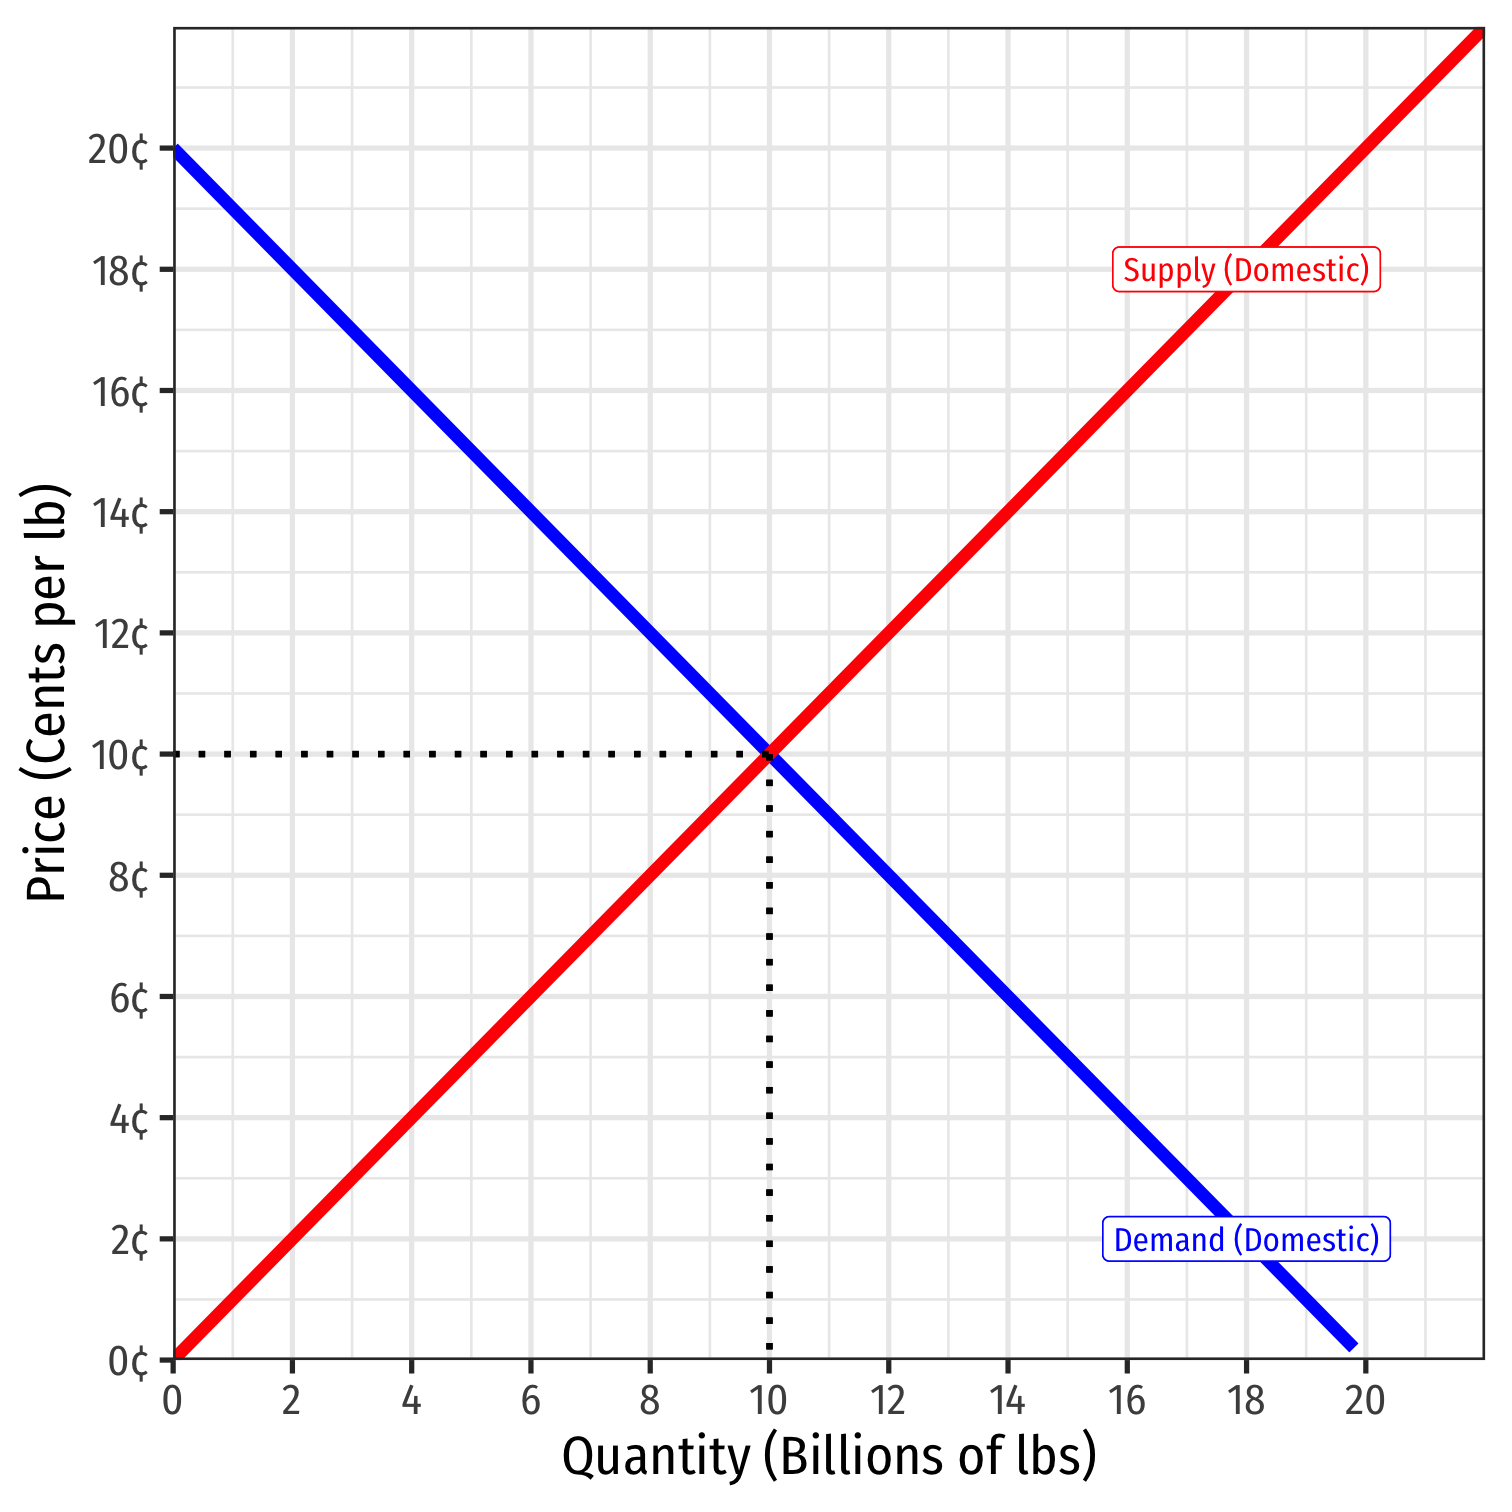 20¢
18¢
16¢
14¢
12¢
10¢
8¢
6¢
4¢
2¢
0¢
Price (Cents per lb)
Supply (Domestic)
Demand (Domestic)
0 2 4 6 8 10 12 14 16 18 20
Quantity (Billions of lbs)